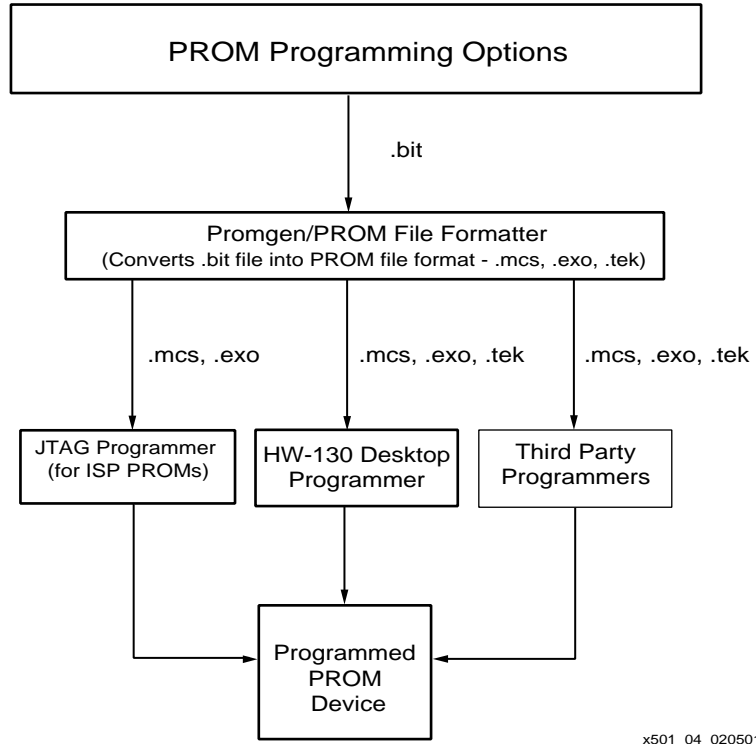 PROM Programming Options
.bit
Promgen/PROM File Formatter
(Converts .bit file into PROM file format - .mcs, .exo, .tek)
.mcs, .exo
.mcs, .exo, .tek
.mcs, .exo, .tek
JTAG Programmer
(for ISP PROMs)
HW-130 Desktop
Programmer
Third Party
Programmers
Programmed
PROM
Device
x501_04_020501